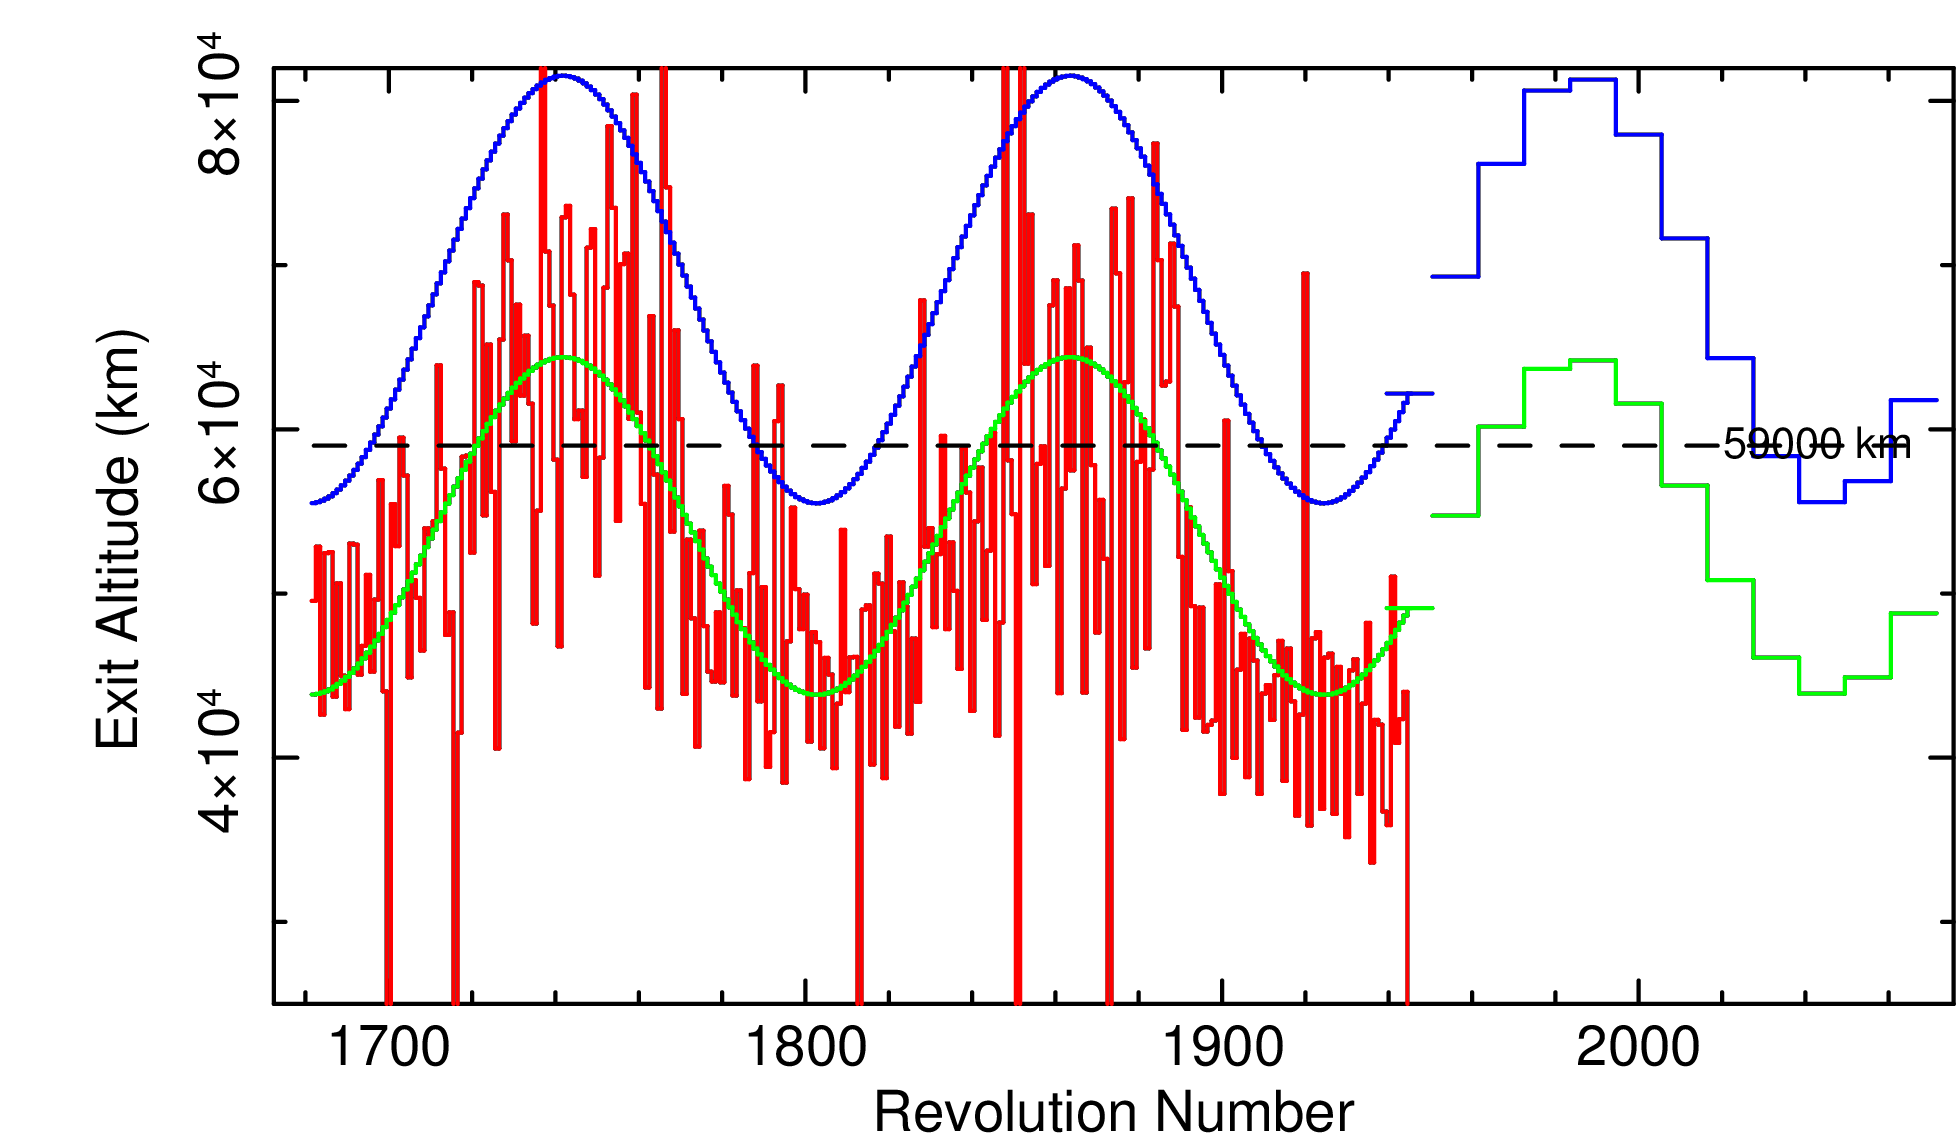 Exit Altitude (km)
8×10⁴
6×10⁴
4×10⁴
59000 km
1700 1800 1900 2000
Revolution Number